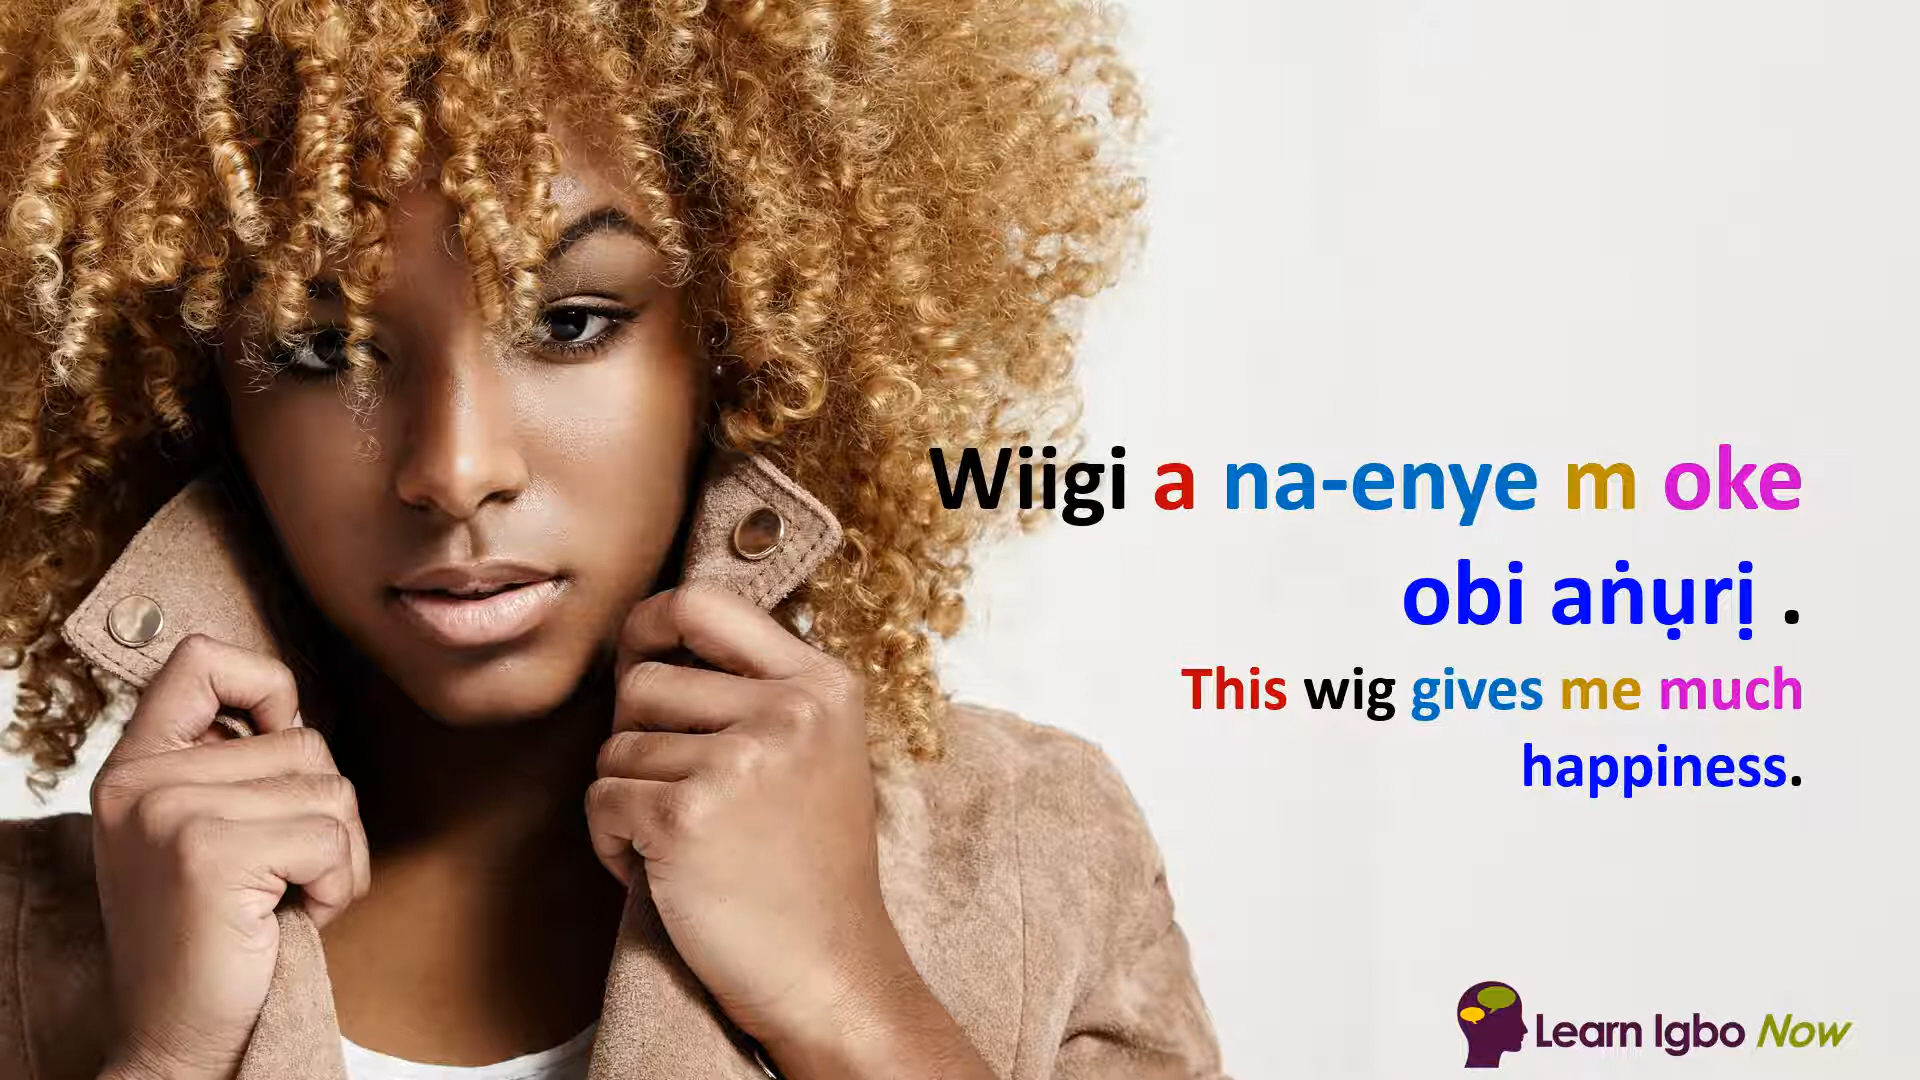 Wiigi a na-enye m oke
obi aṅụrị .
This wig gives me much
happiness.
Learn Igbo Now